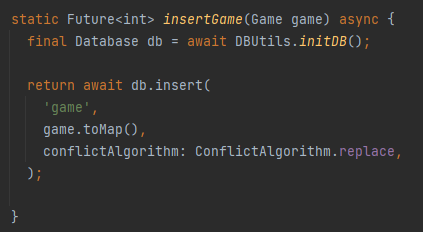 static Future<int> insertGame(Game game) async {
  final Database db = await DBUtils.initDB();

  return await db.insert(
    'game',
    game.toMap(),
    conflictAlgorithm: ConflictAlgorithm.replace,
  );

}